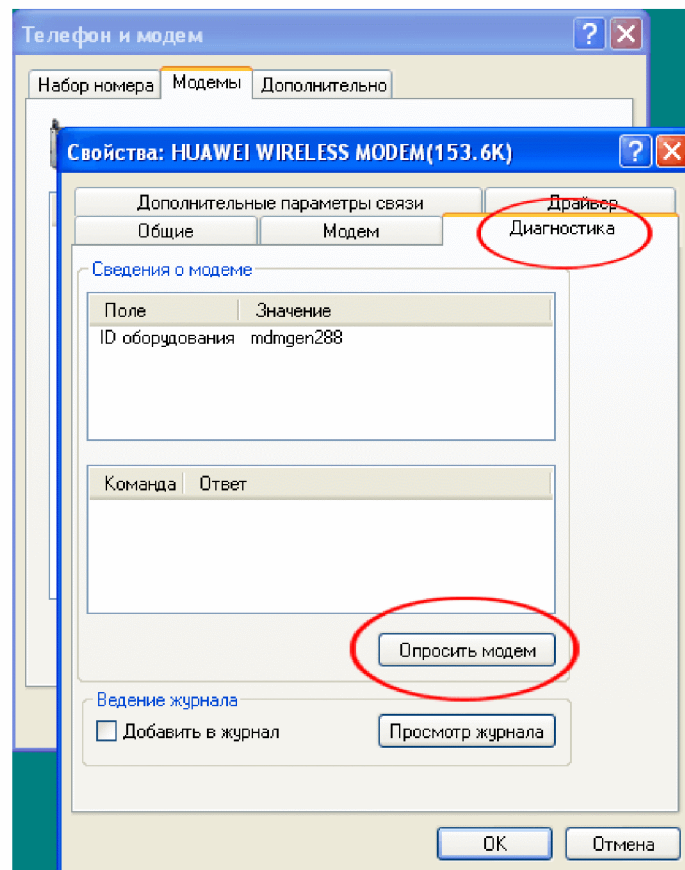 Телефон и модем
Набор номера Модемы Дополнительно
Свойства: HUAWEI WIRELESS MODEM(153.6K)
Дополнительные параметры связи Драйвер
Общие Модем Диагностика
Сведения о модеме
Поле Значение
ID оборудования mdmgen288
Команда Ответ
Опросить модем
Ведение журнала
Добавить в журнал Просмотр журнала
OK Отмена